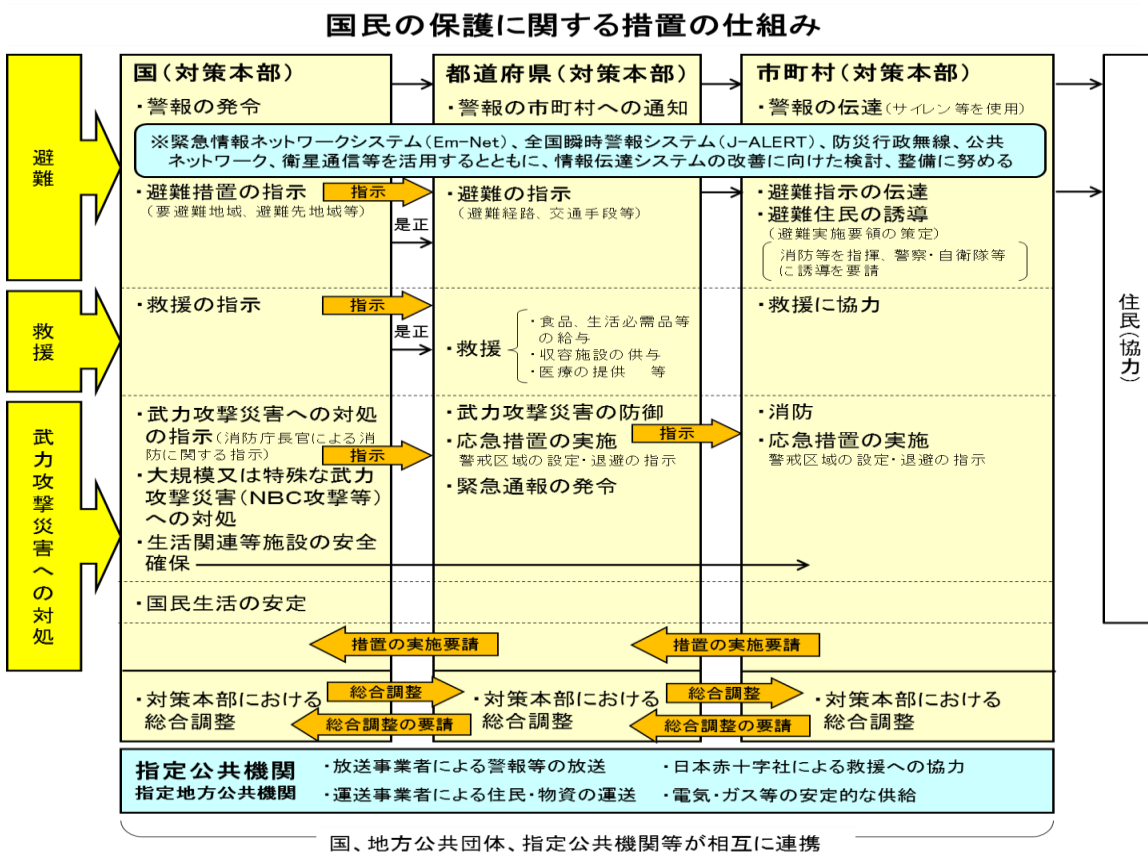 国民の保護に関する措置の仕組み
避難
国(対策本部)
・警報の発令
都道府県(対策本部)
・警報の市町村への通知
市町村(対策本部)
・警報の伝達(サイレン等を使用)
※緊急情報ネットワークシステム(Em-Net)、全国瞬時警報システム(J-ALERT)、防災行政無線、公共
ネットワーク、衛星通信等を活用するとともに、情報伝達システムの改善に向けた検討、整備に努める
・避難措置の指示
(要避難地域、避難先地域等)
指示
是正
・避難の指示
(避難経路、交通手段等)
・避難指示の伝達
・避難住民の誘導
(避難実施要領の策定)
消防等を指揮、警察・自衛隊等
に誘導を要請
救援
・救援の指示
指示
是正
・救援
・食品、生活必需品等
の給与
・収容施設の供与
・医療の提供 等
・救援に協力
武力攻撃災害への対処
・武力攻撃災害への対処
の指示(消防庁長官による消
防に関する指示)
指示
・大規模又は特殊な武力
攻撃災害(NBC攻撃等)
への対処
・生活関連等施設の安全
確保
・武力攻撃災害の防御
・応急措置の実施
警戒区域の設定・退避の指示
・緊急通報の発令
指示
・消防
・応急措置の実施
警戒区域の設定・退避の指示
・国民生活の安定
措置の実施要請
措置の実施要請
・対策本部における
総合調整
総合調整
総合調整の要請
・対策本部における
総合調整
総合調整
総合調整の要請
・対策本部における
総合調整
住民(協力)
指定公共機関
指定地方公共機関
・放送事業者による警報等の放送
・日本赤十字社による救援への協力
・運送事業者による住民・物資の運送
・電気・ガス等の安定的な供給
国、地方公共団体、指定公共機関等が相互に連携